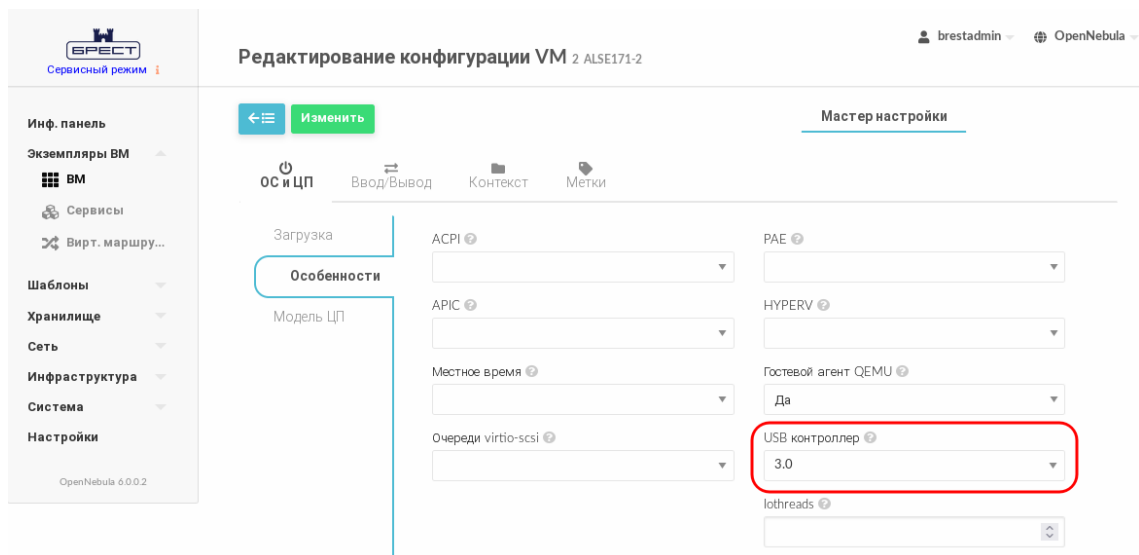 БРЕСТ
Сервисный режим i
brestadmin
OpenNebula
Редактирование конфигурации VM 2 ALSE171-2
Изменить
Мастер настройки
Инф. панель
Экземпляры ВМ
ВМ
Сервисы
Вирт. маршру...
Шаблоны
Хранилище
Сеть
Инфраструктура
Система
Настройки
OpenNebula 6.0.0.2
ОС и ЦП
Ввод/Вывод
Контекст
Метки
Загрузка
Особенности
Модель ЦП
ACPI
PAE
APIC
HYPERV
Местное время
Гостевой агент QEMU
Да
Очереди virtio-scsi
USB контроллер
3.0
Iothreads